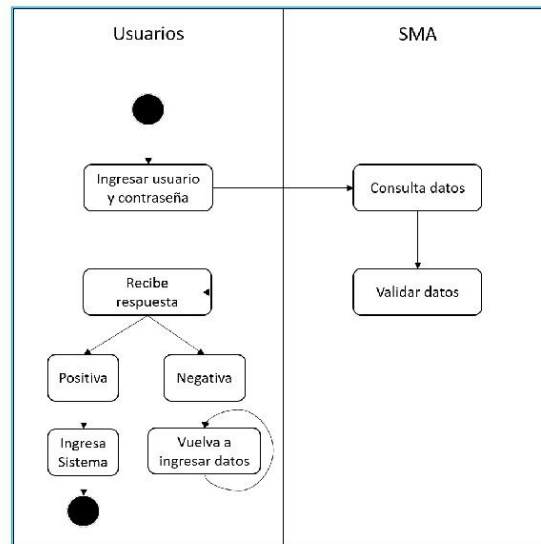 Usuarios
SMA
Ingresar usuario
y contraseña
Consulta datos
Recibe
respuesta
Validar datos
Positiva
Negativa
Ingresa
Sistema
Vuelva a
ingresar datos